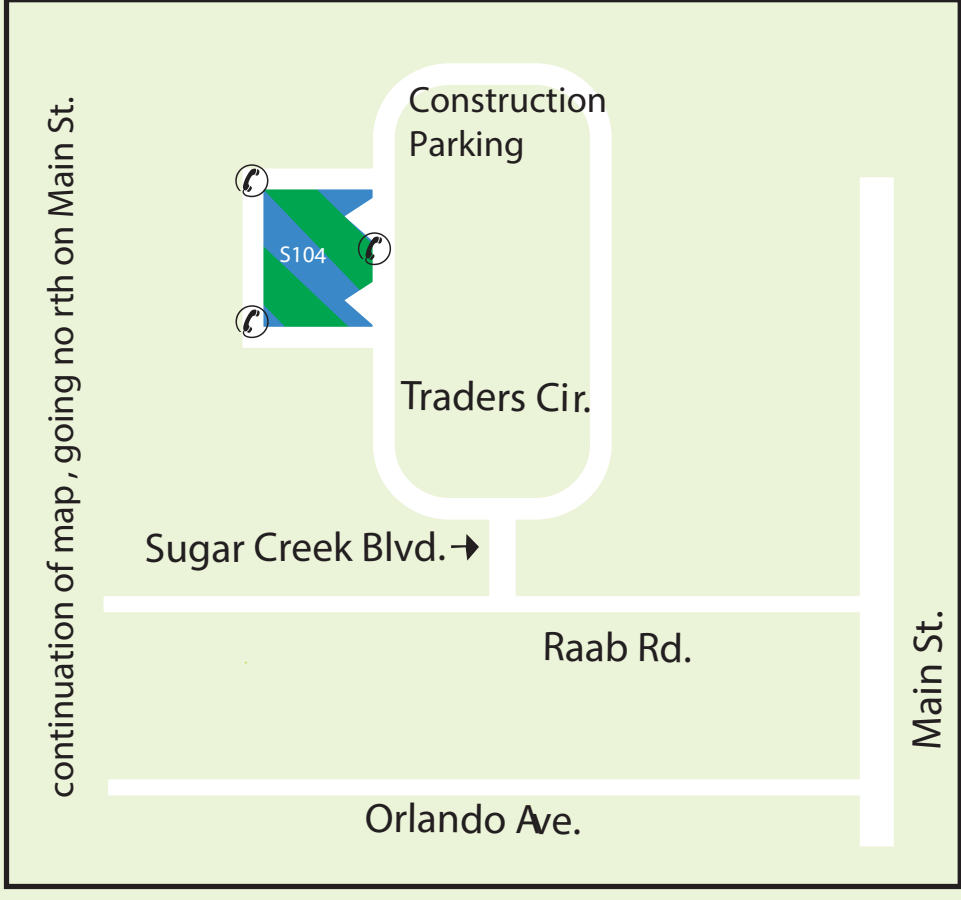 continuation of map, going no rth on Main St.
Construction
Parking
S104
Traders Cir.
Sugar Creek Blvd.
Raab Rd.
Main St.
Orlando Ave.